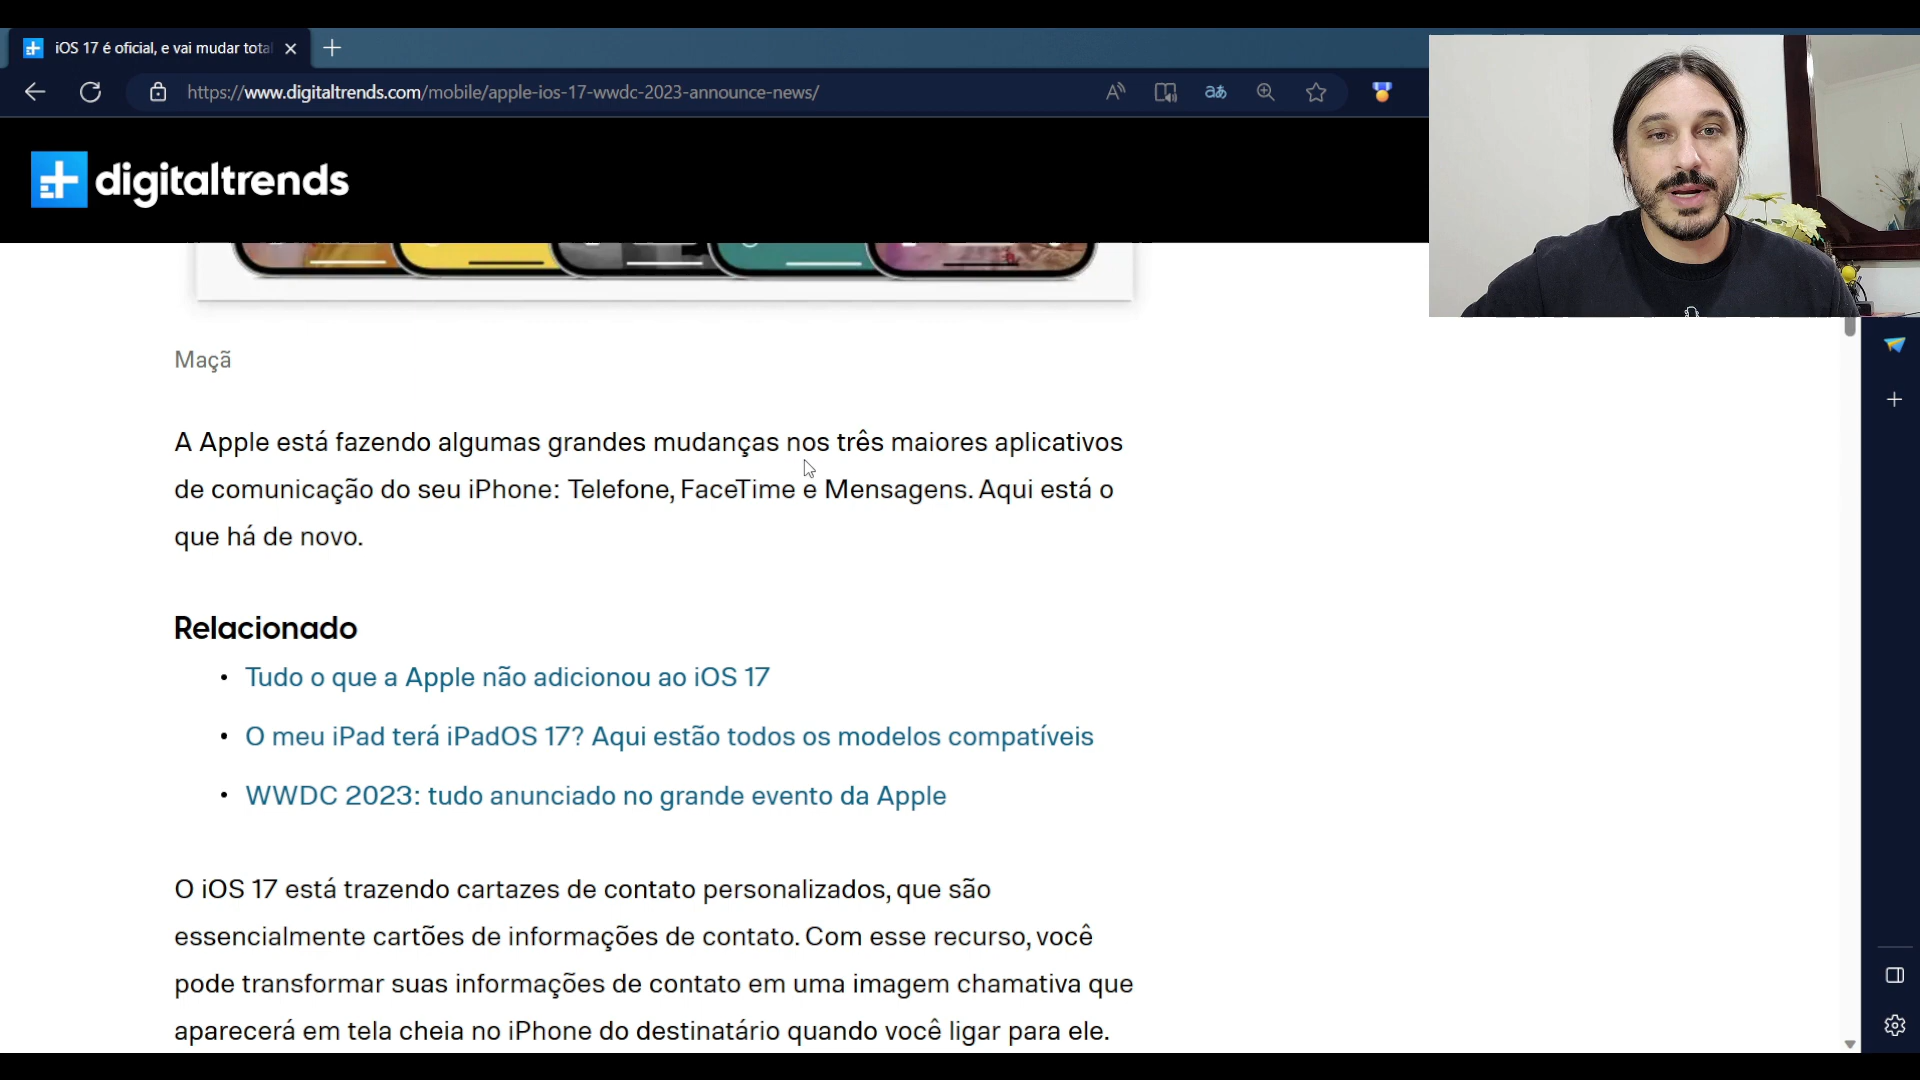 iOS 17 é oficial, e vai mudar total
https://www.digitaltrends.com/mobile/apple-ios-17-wwdc-2023-announce-news/
digitaltrends
Maçã
A Apple está fazendo algumas grandes mudanças nos três maiores aplicativos
de comunicação do seu iPhone: Telefone, FaceTime e Mensagens. Aqui está o
que há de novo.
Relacionado
• Tudo o que a Apple não adicionou ao iOS 17
• O meu iPad terá iPadOS 17? Aqui estão todos os modelos compatíveis
• WWDC 2023: tudo anunciado no grande evento da Apple
O iOS 17 está trazendo cartazes de contato personalizados, que são
essencialmente cartões de informações de contato. Com esse recurso, você
pode transformar suas informações de contato em uma imagem chamativa que
aparecerá em tela cheia no iPhone do destinatário quando você ligar para ele.